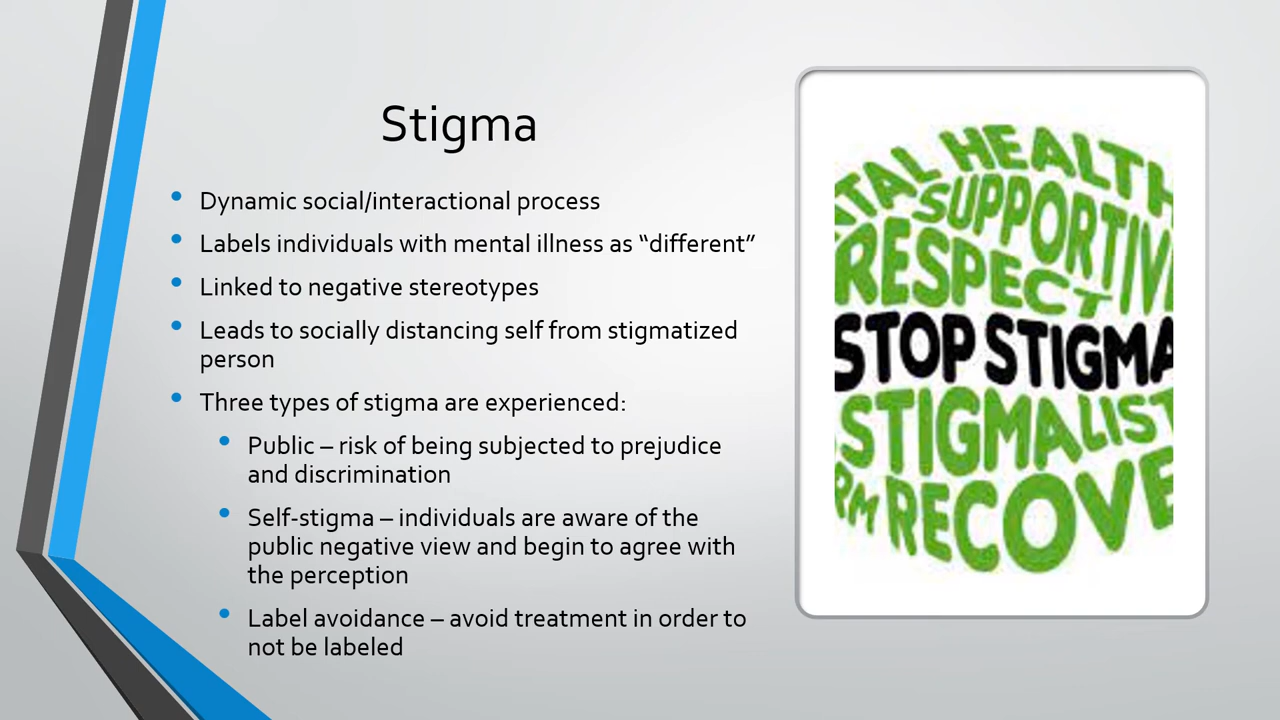 Stigma
Dynamic social/interactional process
Labels individuals with mental illness as “different”
Linked to negative stereotypes
Leads to socially distancing self from stigmatized
person
Three types of stigma are experienced:
Public – risk of being subjected to prejudice
and discrimination
Self-stigma – individuals are aware of the
public negative view and begin to agree with
the perception
Label avoidance – avoid treatment in order to
not be labeled
TAL HEALTH
SUPPORTIV
RESPECT
STOP STIGMA
STIGMALIST
RM RECOVE